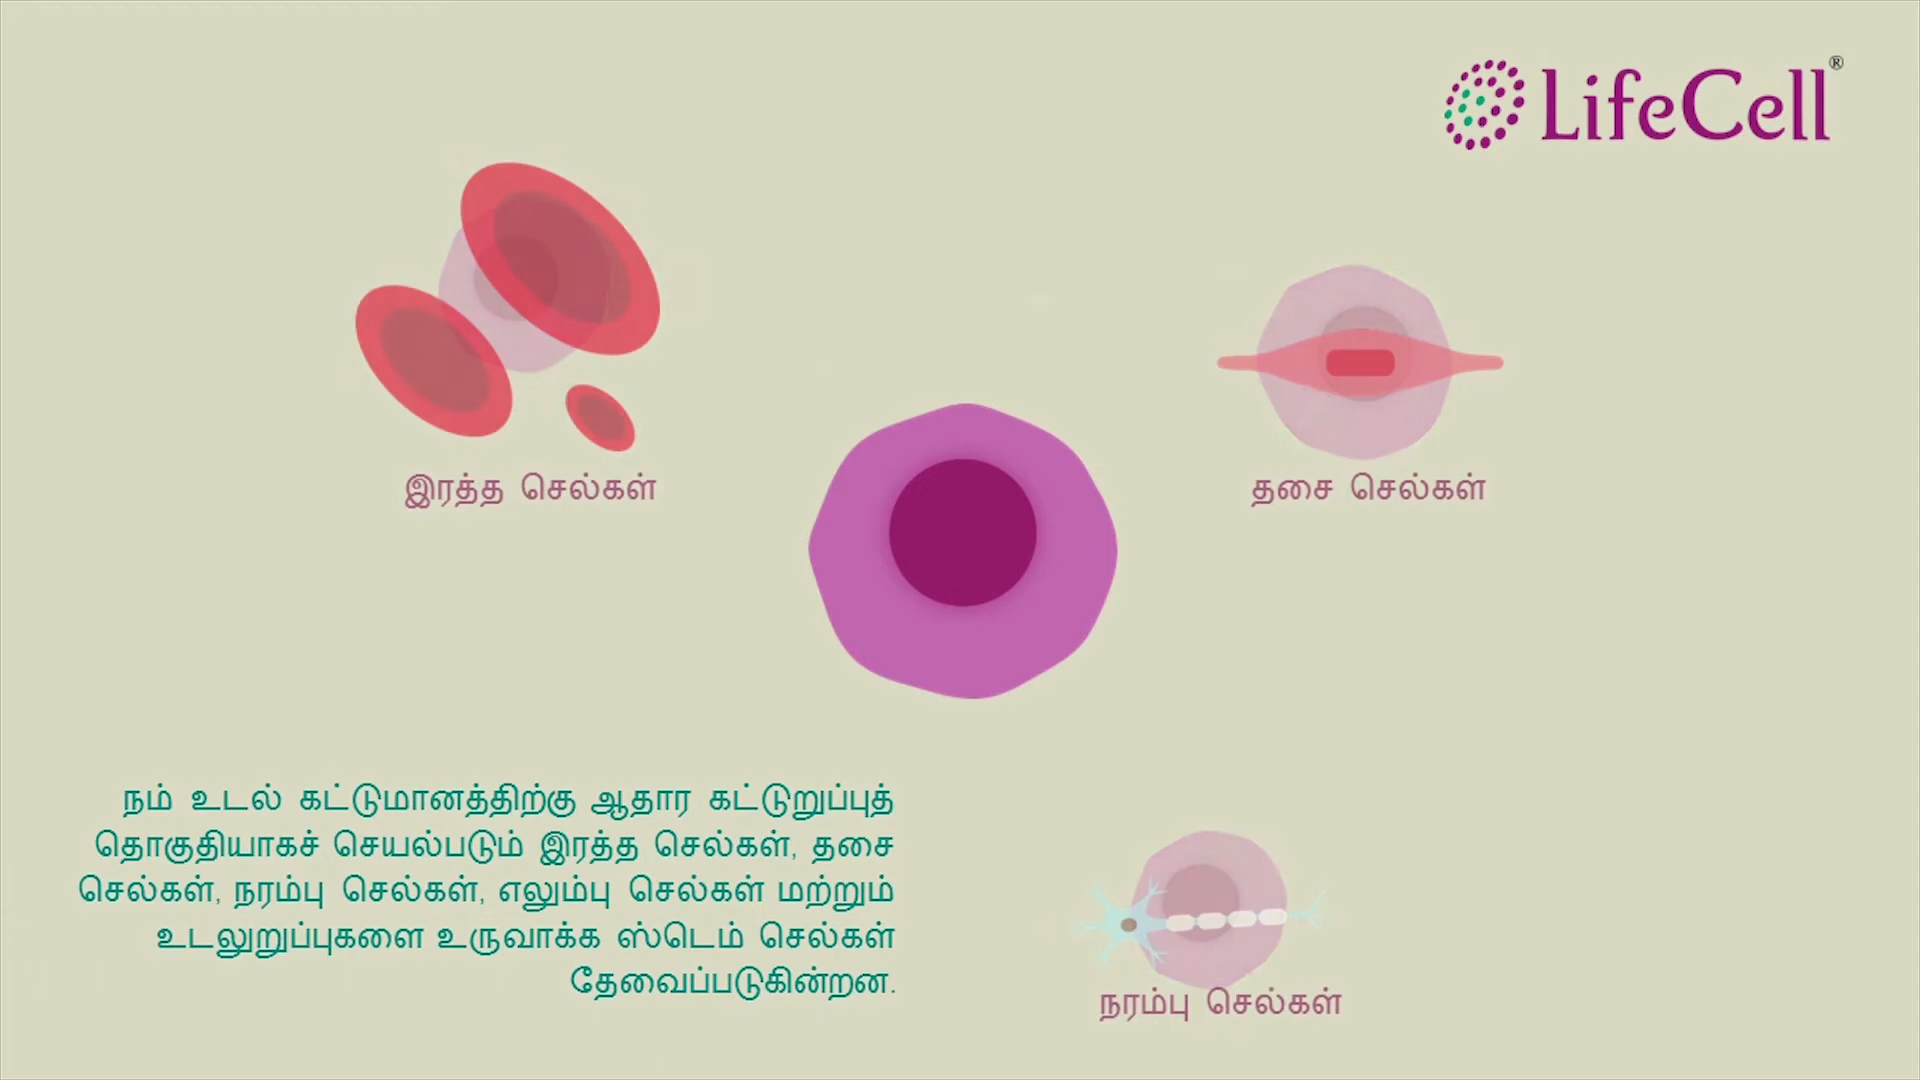 LifeCell®
இரத்த செல்கள்
தசை செல்கள்
நம் உடல் கட்டுமானத்திற்கு ஆதார கட்டுறுப்புத்
தொகுதியாகச் செயல்படும் இரத்த செல்கள், தசை
செல்கள், நரம்பு செல்கள், எலும்பு செல்கள் மற்றும்
உடலுறுப்புகளை உருவாக்க ஸ்டெம் செல்கள்
தேவைப்படுகின்றன.
நரம்பு செல்கள்